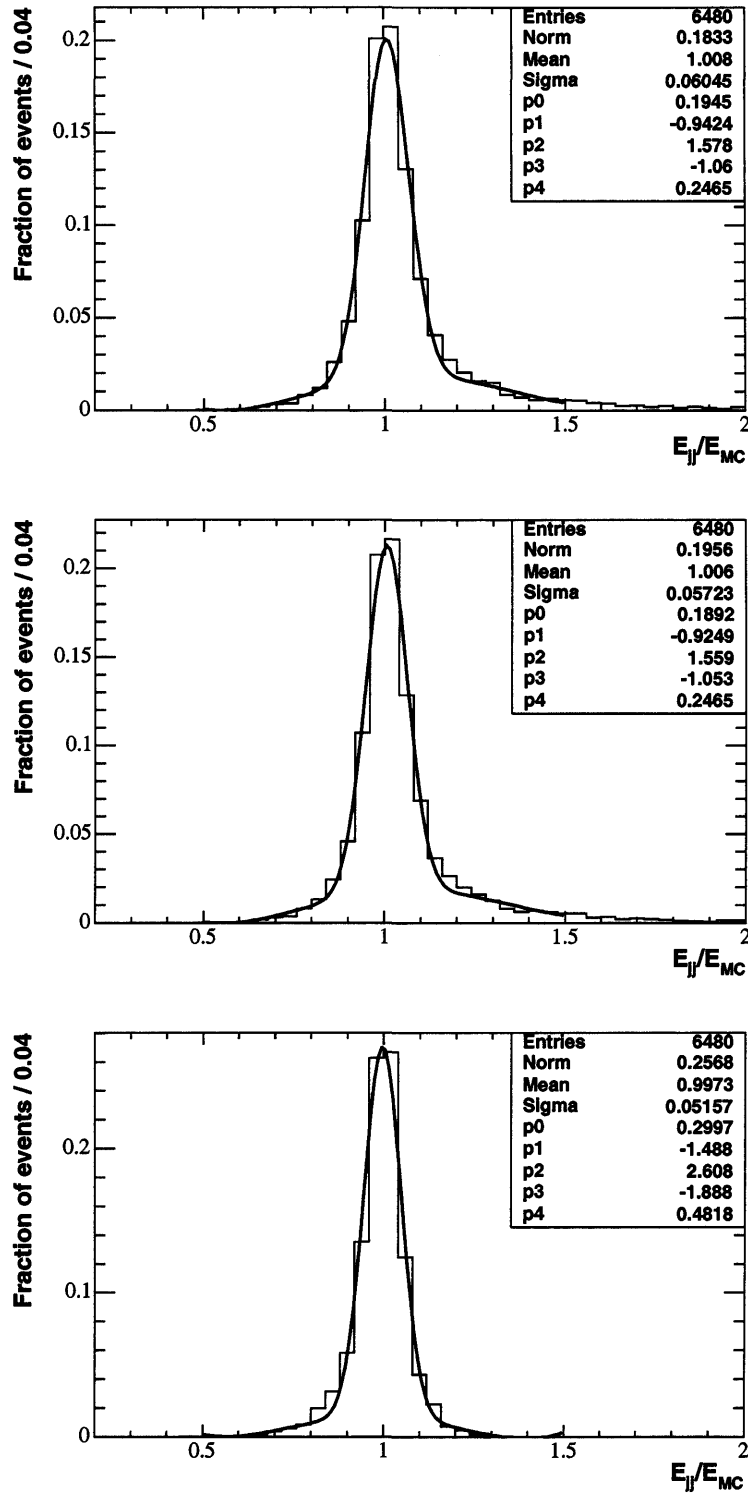 Fraction of events / 0.04
0.2
0.15
0.1
0.05
0
0.5
1
1.5
2
E_jj/E_MC
Entries 6480
Norm 0.1833
Mean 1.008
Sigma 0.06045
p0 0.1945
p1 -0.9424
p2 1.578
p3 -1.06
p4 0.2465
Fraction of events / 0.04
0.2
0.15
0.1
0.05
0
0.5
1
1.5
2
E_jj/E_MC
Entries 6480
Norm 0.1956
Mean 1.006
Sigma 0.05723
p0 0.1892
p1 -0.9249
p2 1.559
p3 -1.053
p4 0.2465
Fraction of events / 0.04
0.2
0.1
0
0.5
1
1.5
2
E_jj/E_MC
Entries 6480
Norm 0.2568
Mean 0.9973
Sigma 0.05157
p0 0.2997
p1 -1.488
p2 2.608
p3 -1.888
p4 0.4818